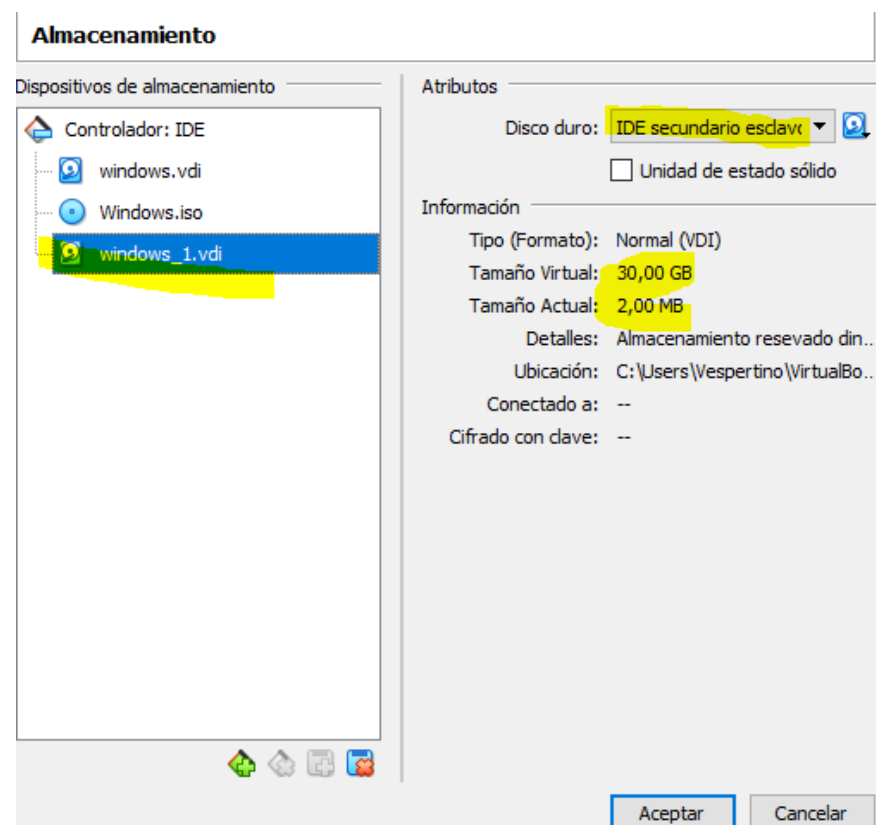 Almacenamiento
Dispositivos de almacenamiento
Controlador: IDE
windows.vdi
Windows.iso
windows_1.vdi
Atributos
Disco duro: IDE secundario esclavo
Unidad de estado sólido
Información
Tipo (Formato): Normal (VDI)
Tamaño Virtual: 30,00 GB
Tamaño Actual: 2,00 MB
Detalles: Almacenamiento resevado din..
Ubicación: C:\Users\Vespertino\VirtualBo..
Conectado a: --
Cifrado con clave: --
Aceptar Cancelar